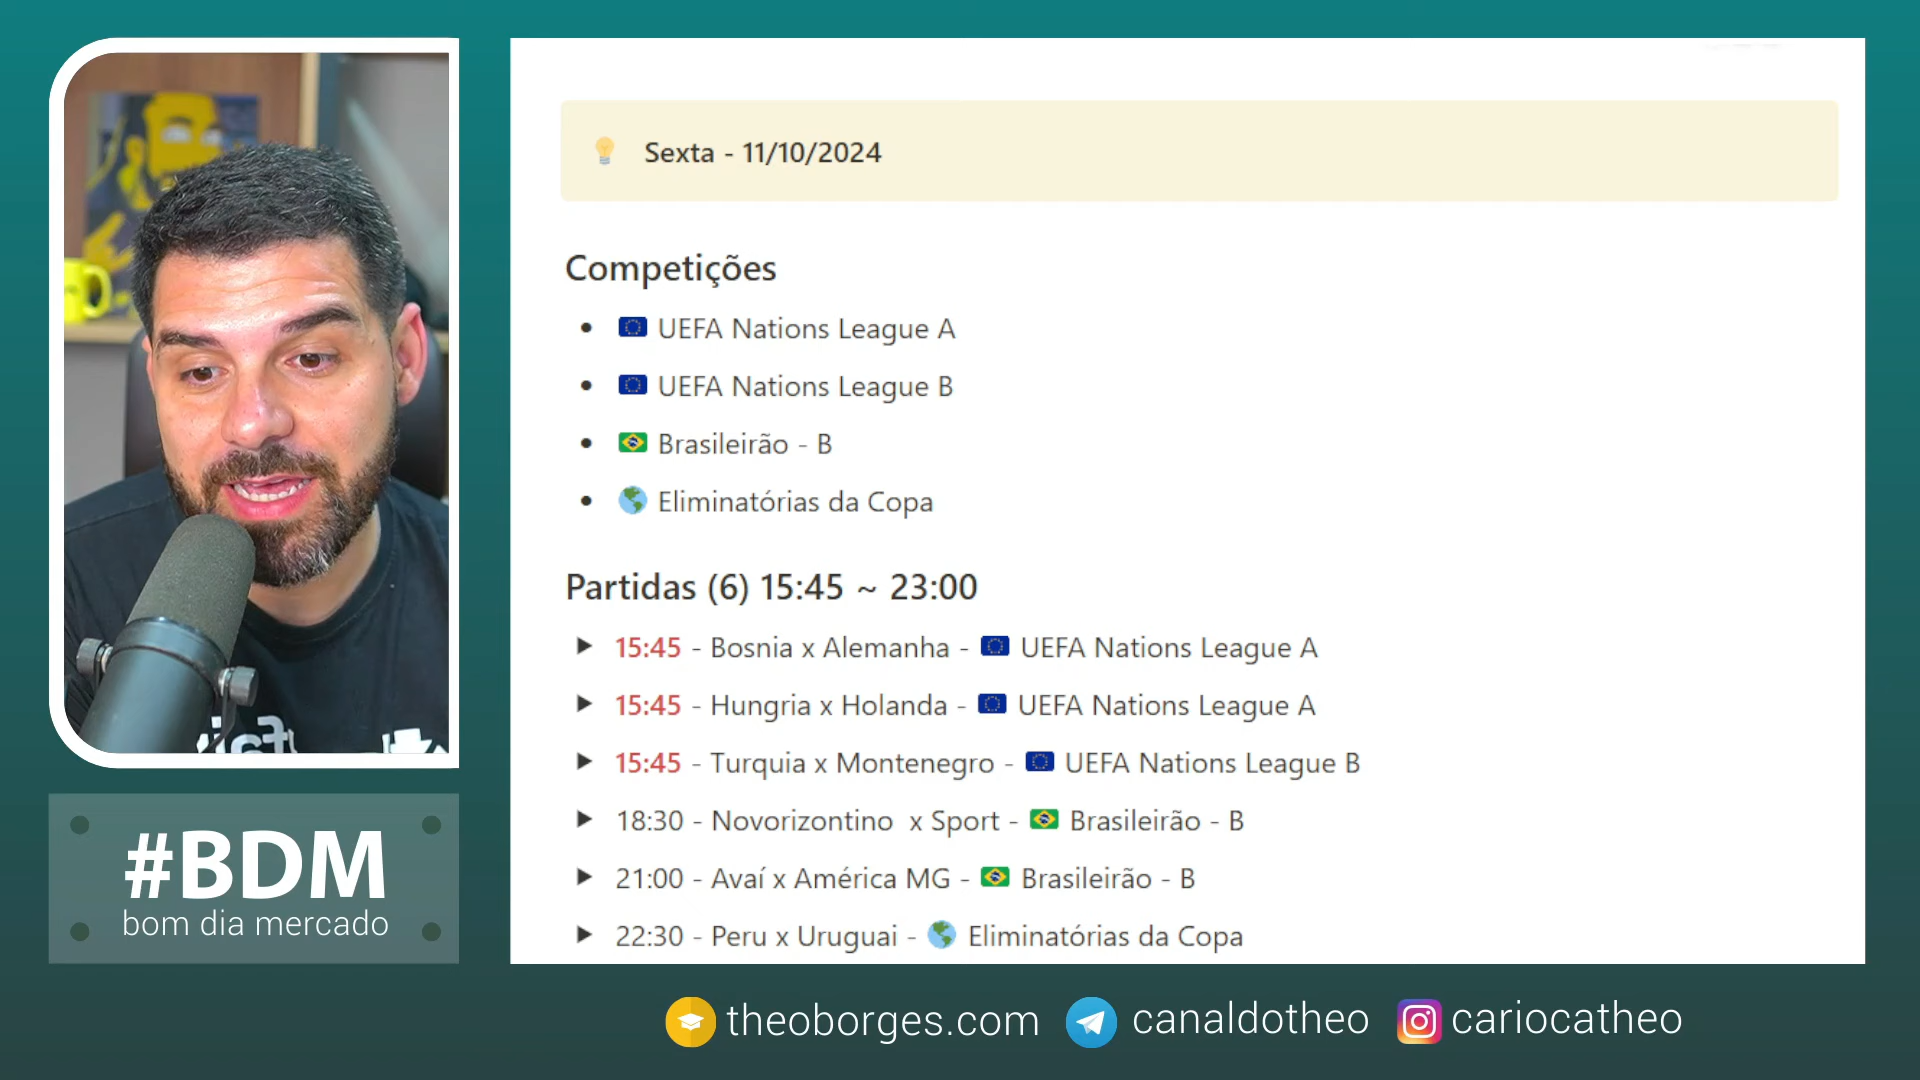 Sexta - 11/10/2024
Competições
• UEFA Nations League A
• UEFA Nations League B
• Brasileirão - B
• Eliminatórias da Copa
Partidas (6) 15:45 ~ 23:00
15:45 - Bosnia x Alemanha - UEFA Nations League A
15:45 - Hungria x Holanda - UEFA Nations League A
15:45 - Turquia x Montenegro - UEFA Nations League B
18:30 - Novorizontino x Sport - Brasileirão - B
21:00 - Avaí x América MG - Brasileirão - B
22:30 - Peru x Uruguai - Eliminatórias da Copa
#BDM
bom dia mercado
theoborges.com
canaldotheo
cariocatheo